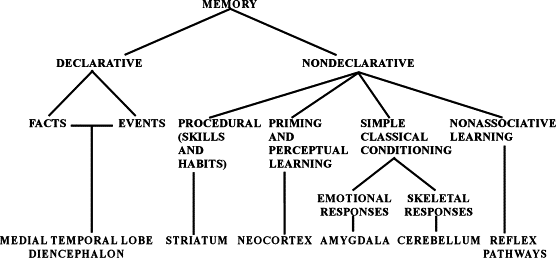 MEMORY
DECLARATIVE
NONDECLARATIVE
FACTS
EVENTS
PROCEDURAL
(SKILLS
AND
HABITS)
PRIMING
AND
PERCEPTUAL
LEARNING
SIMPLE
CLASSICAL
CONDITIONING
NONASSOCIATIVE
LEARNING
EMOTIONAL
RESPONSES
SKELETAL
RESPONSES
MEDIAL TEMPORAL LOBE
DIENCEPHALON
STRIATUM
NEOCORTEX
AMYGDALA
CEREBELLUM
REFLEX
PATHWAYS